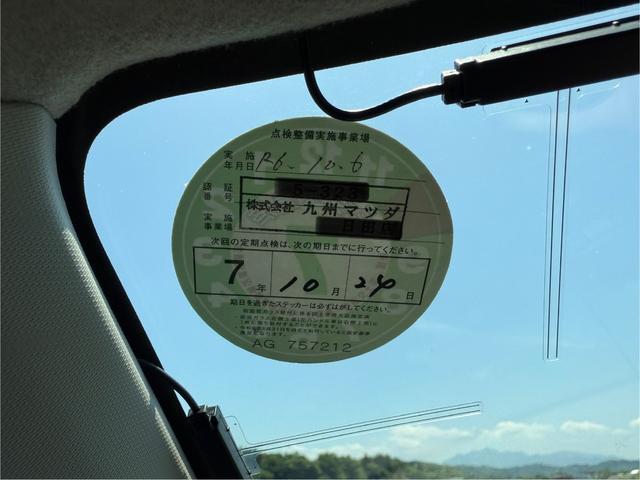 点検整備実施事業場
実施年月日 R6.10.6
認証番号 5-323
株式会社 九州マツダ
実施事業場 日田店
次回の定期点検は、次の期日までに行ってください。
7年 10月 24日
期日を過ぎたステッカーは必ずはがしてください。
AG 757212